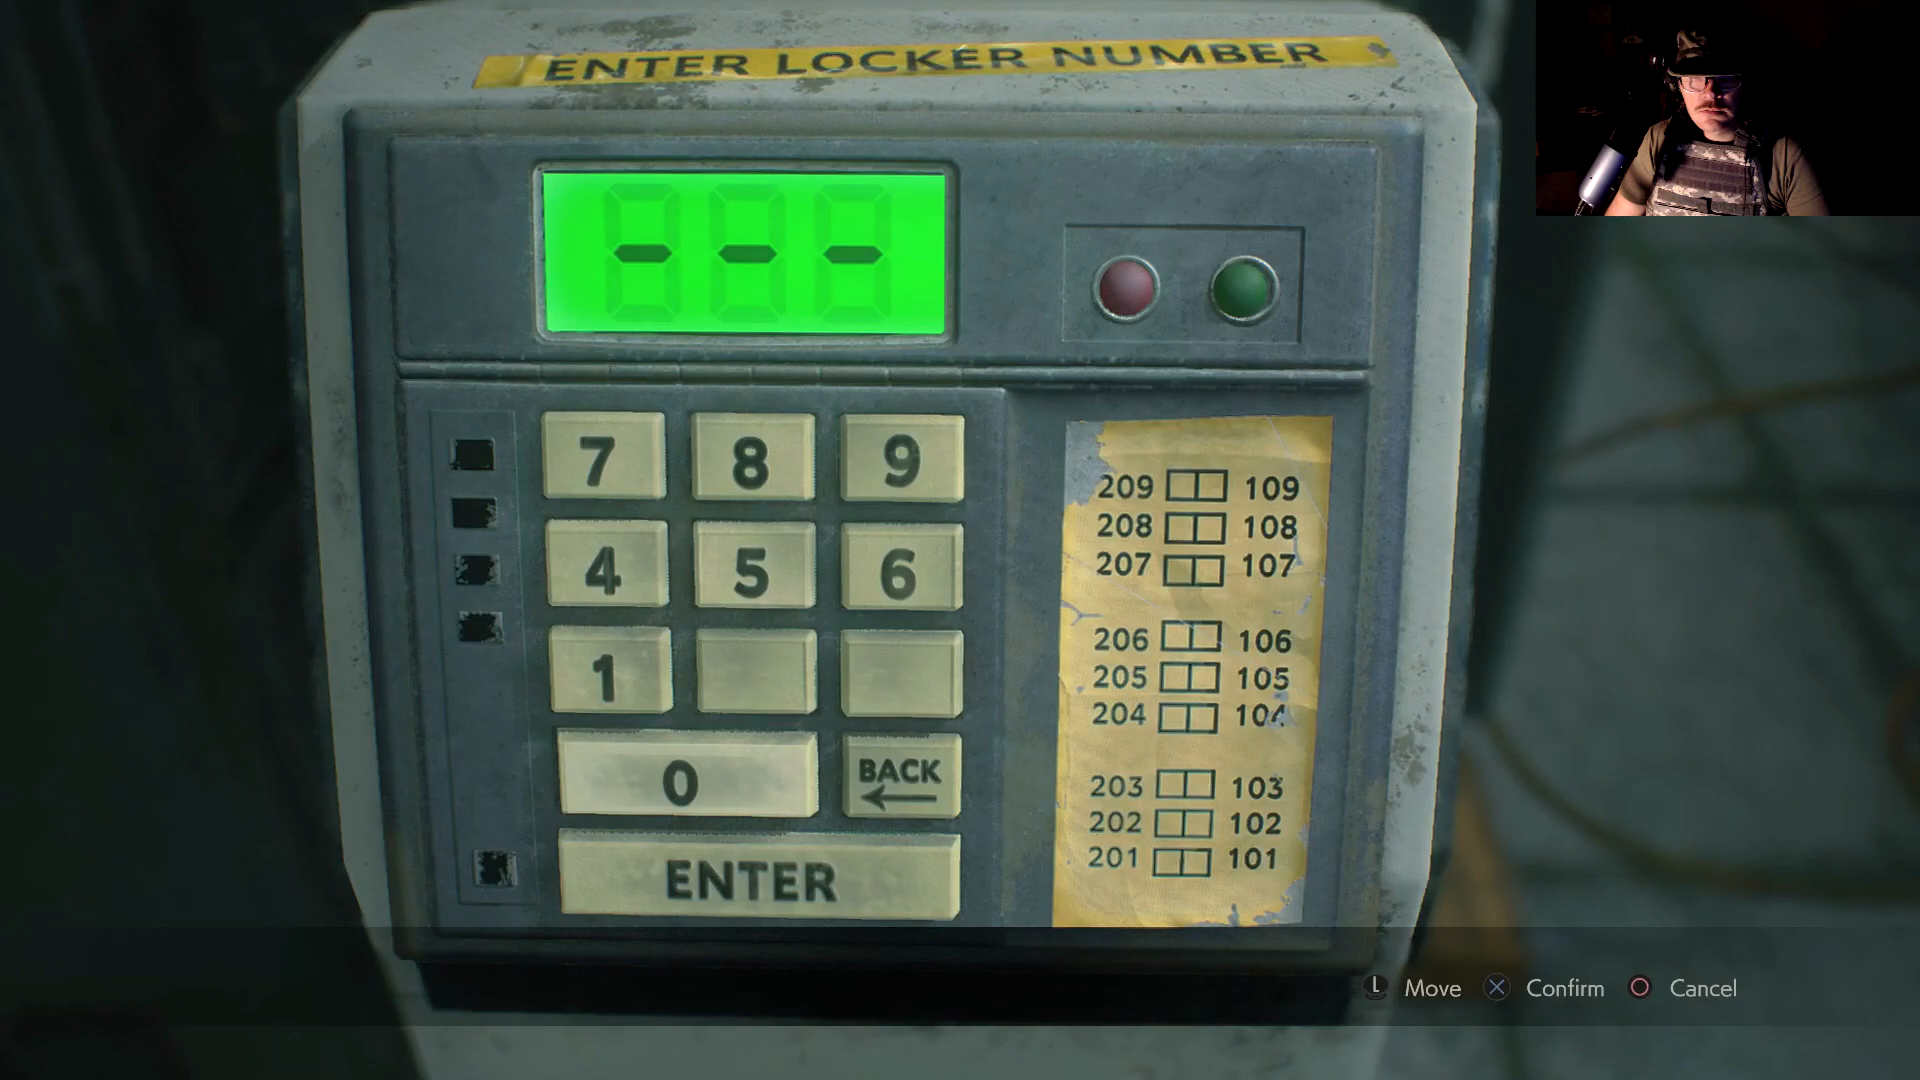 ENTER LOCKER NUMBER
- - -
7 8 9
4 5 6
1
0 BACK
ENTER
209 109
208 108
207 107
206 106
205 105
204 104
203 103
202 102
201 101
L Move Confirm Cancel